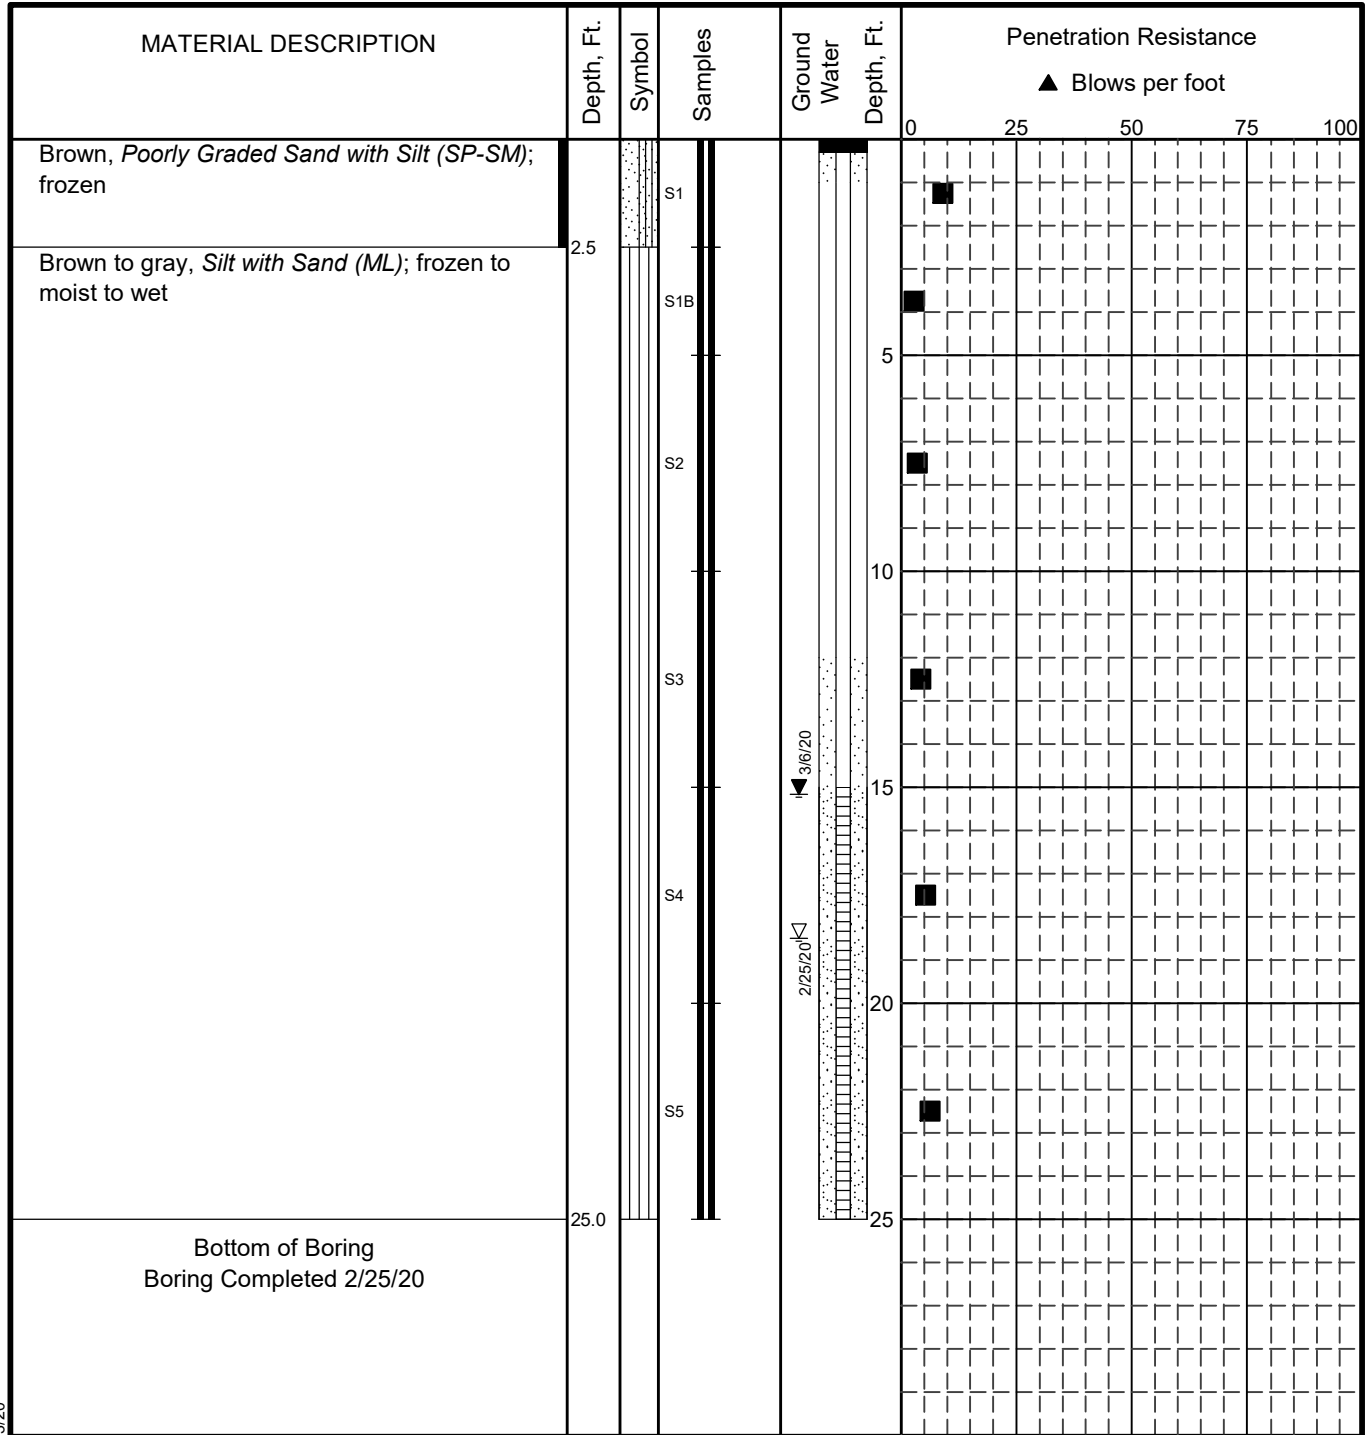 MATERIAL DESCRIPTION
Depth, Ft.
Symbol
Samples
Ground
Water
Depth, Ft.
Penetration Resistance
▲ Blows per foot
0 25 50 75 100
Brown, Poorly Graded Sand with Silt (SP-SM);
frozen
S1
2.5
Brown to gray, Silt with Sand (ML); frozen to
moist to wet
S1B
5
S2
10
S3
3/6/20
15
S4
2/25/20
20
S5
25.0
25
Bottom of Boring
Boring Completed 2/25/20